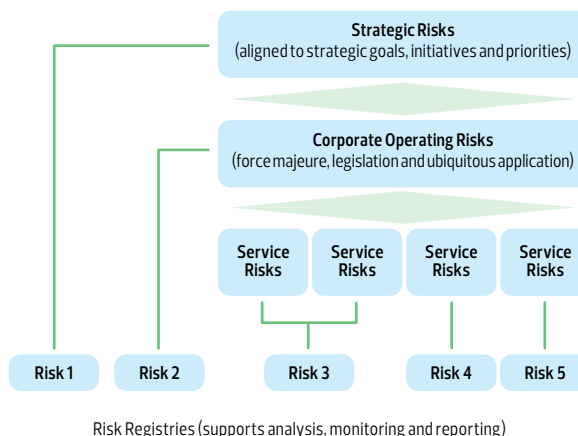 Strategic Risks
(aligned to strategic goals, initiatives and priorities)
Corporate Operating Risks
(force majeure, legislation and ubiquitous application)
Service Risks
Service Risks
Service Risks
Service Risks
Risk 1
Risk 2
Risk 3
Risk 4
Risk 5
Risk Registries (supports analysis, monitoring and reporting)